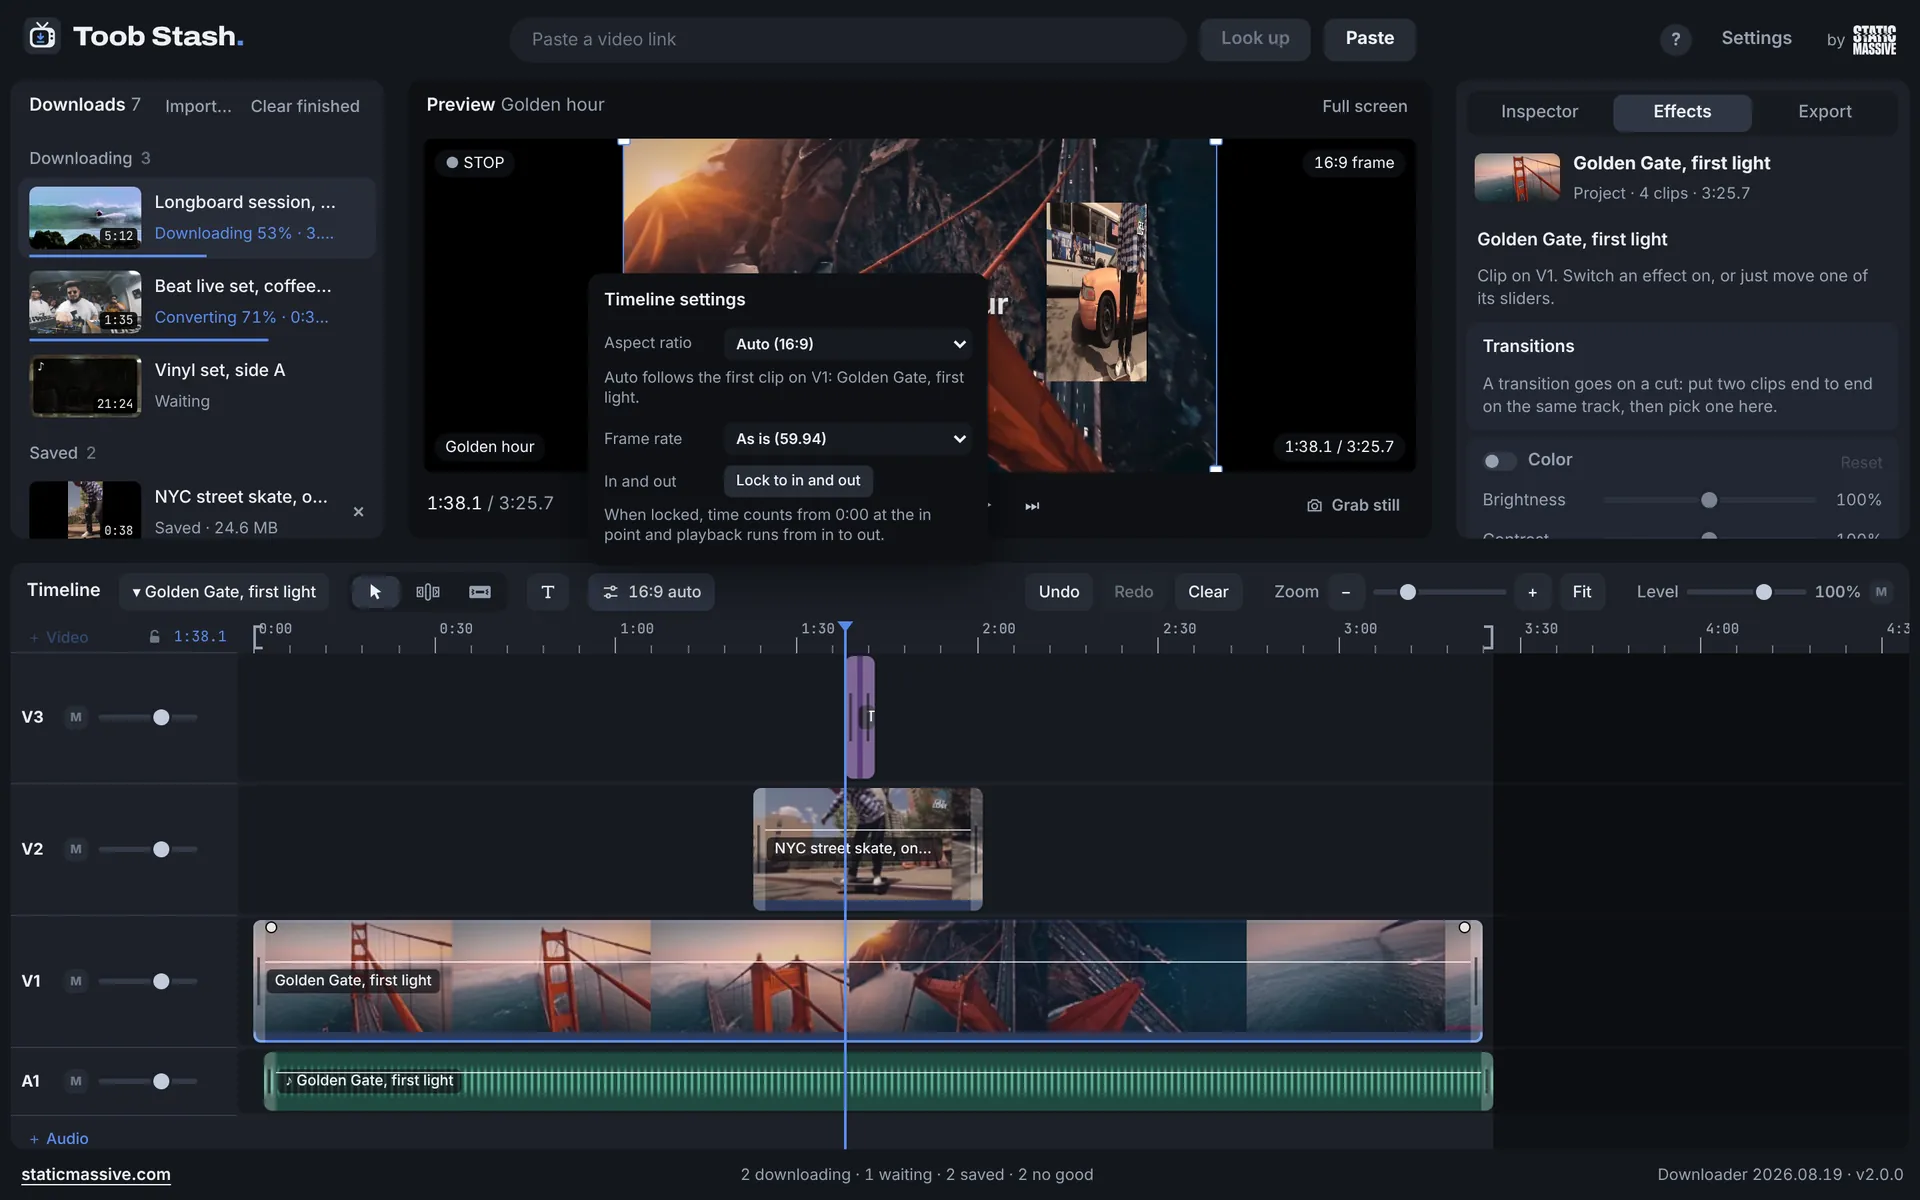 Toob Stash.
Paste a video link
Look up
Paste
?
Settings
by STATIC MASSIVE
Downloads 7
Import...
Clear finished
Downloading 3
Longboard session, ...
Downloading 53% · 3....
5:12
Beat live set, coffee...
Converting 71% · 0:3...
1:35
Vinyl set, side A
Waiting
21:24
Saved 2
NYC street skate, o...
Saved · 24.6 MB
0:38
Preview Golden hour
Full screen
STOP
16:9 frame
Golden hour
1:38.1 / 3:25.7
1:38.1 / 3:25.7
Grab still
Timeline settings
Aspect ratio
Auto (16:9)
Auto follows the first clip on V1: Golden Gate, first
light.
Frame rate
As is (59.94)
In and out
Lock to in and out
When locked, time counts from 0:00 at the in
point and playback runs from in to out.
Inspector
Effects
Export
Golden Gate, first light
Project · 4 clips · 3:25.7
Golden Gate, first light
Clip on V1. Switch an effect on, or just move one of
its sliders.
Transitions
A transition goes on a cut: put two clips end to end
on the same track, then pick one here.
Color
Reset
Brightness
100%
Contrast
100%
Timeline
▾ Golden Gate, first light
T
16:9 auto
Undo
Redo
Clear
Zoom
−
+
Fit
Level
100%
M
+ Video
1:38.1
0:00
0:30
1:00
1:30
2:00
2:30
3:00
3:30
4:00
4:3
V3
M
T
V2
M
NYC street skate, on...
V1
M
Golden Gate, first light
A1
M
♪ Golden Gate, first light
+ Audio
staticmassive.com
2 downloading · 1 waiting · 2 saved · 2 no good
Downloader 2026.08.19 · v2.0.0